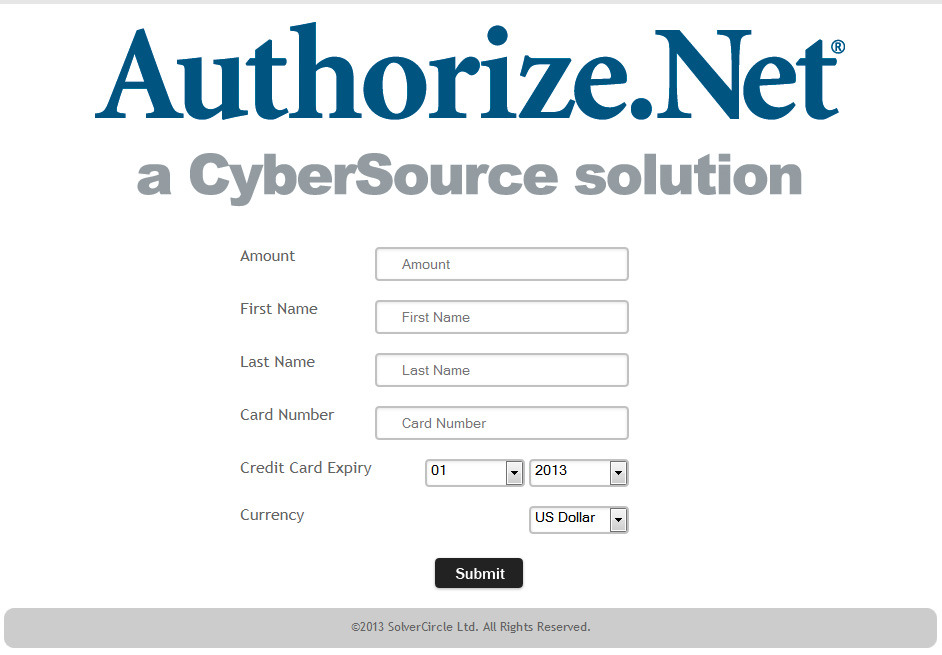 Authorize.Net®
a CyberSource solution
Amount Amount
First Name First Name
Last Name Last Name
Card Number Card Number
Credit Card Expiry 01 2013
Currency US Dollar
Submit
©2013 SolverCircle Ltd. All Rights Reserved.